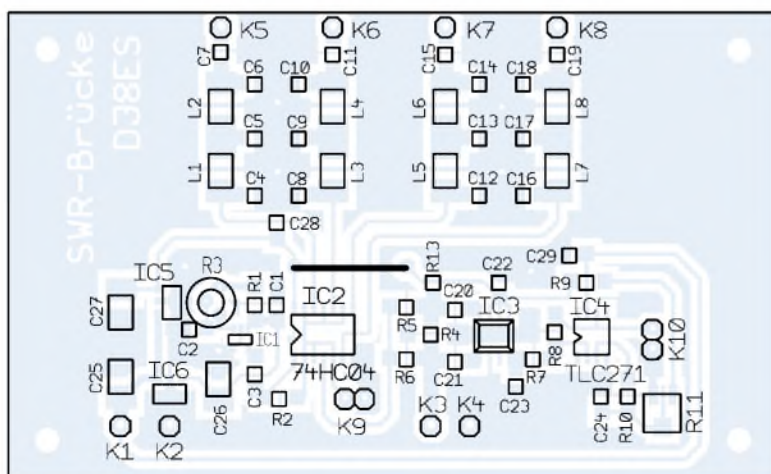 K5 K6 K7 K8
C7 C11 C15 C19
C6 C10 C14 C18
L2 L4 L6 L8
C5 C9 C13 C17
L1 L3 L5 L7
C4 C8 C12 C16
C28
SWR-Brücke
DJ8ES
IC5 R3 R1 C1 IC2 R13 C22 C29 R9
C27 C2 IC1 R5 C20 IC3 IC4 K10
R4 R8
C25 IC6 C26 C3 74HC04 R6 C21 R7 TLC271
R2 K9 K3 K4 C23 C24 R10 R11
K1 K2